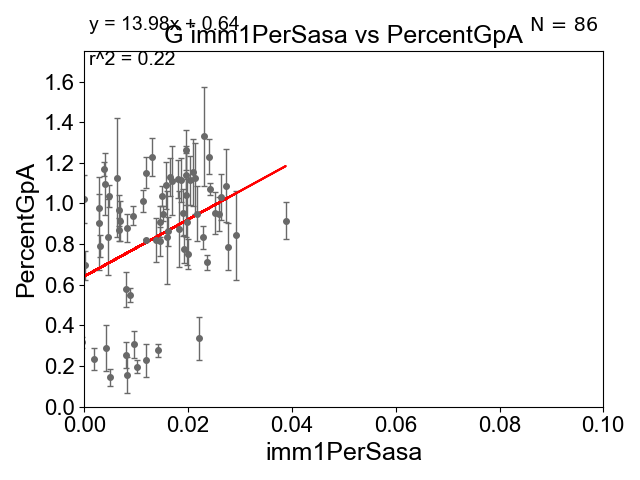 y = 13.98x + 0.64
N = 86
G imm1PerSasa vs PercentGpA
r^2 = 0.22
PercentGpA
1.6
1.4
1.2
1.0
0.8
0.6
0.4
0.2
0.0
0.00 0.02 0.04 0.06 0.08 0.10
imm1PerSasa